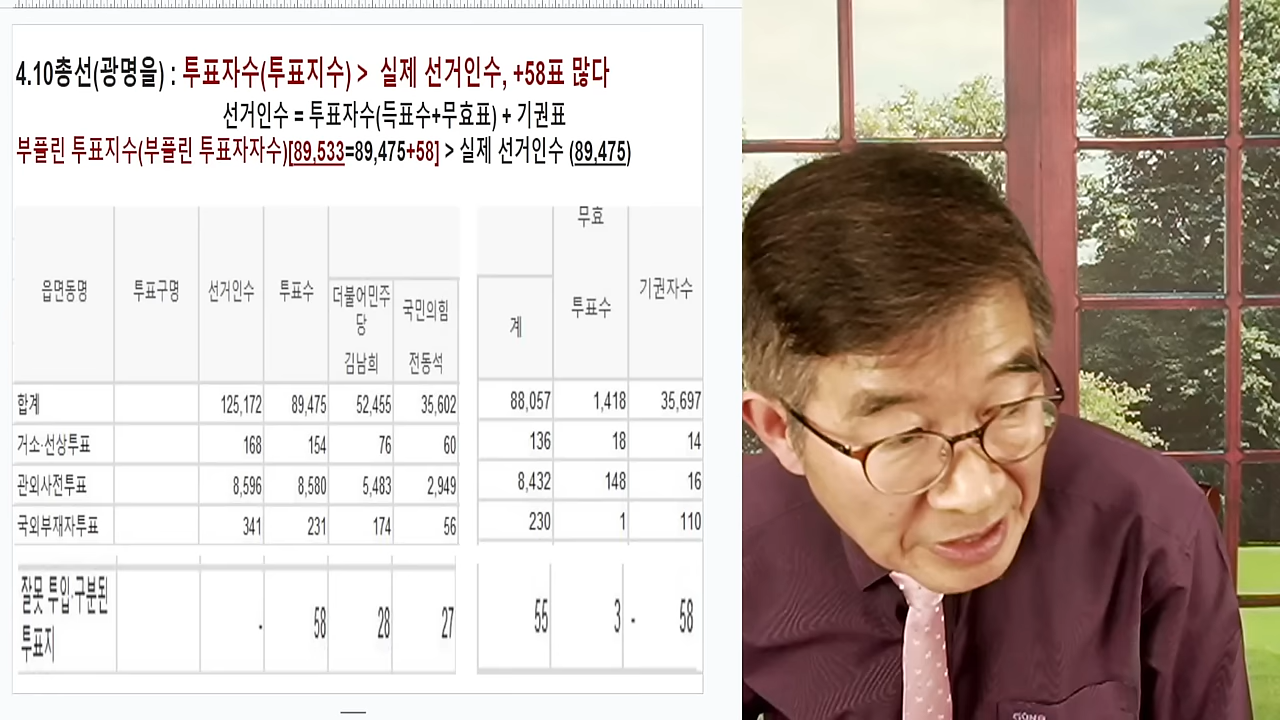 4.10총선(광명을) : 투표자수(투표지수) > 실제 선거인수, +58표 많다
선거인수 = 투표자수(득표수+무효표) + 기권표
부플린 투표지수(부플린 투표자자수)[89,533=89,475+58] > 실제 선거인수 (89,475)
읍면동명 투표구명 선거인수 투표수 더불어민주당 김남희 국민의힘 전동석 계 무효 투표수 기권자수
합계 125,172 89,475 52,455 35,602 88,057 1,418 35,697
거소·선상투표 168 154 76 60 136 18 14
관외사전투표 8,596 8,580 5,483 2,949 8,432 148 16
국외부재자투표 341 231 174 56 230 1 110
잘못 투입·구분된 투표지 - 58 28 27 55 3 - 58